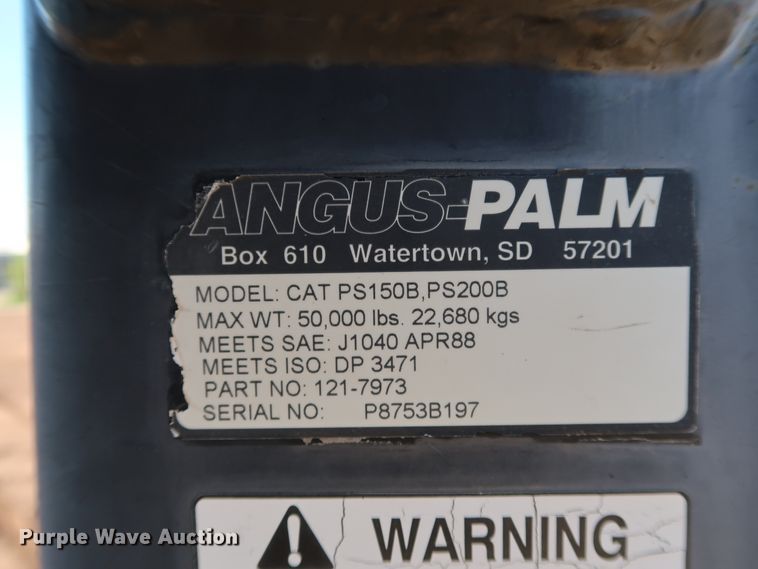 ANGUS-PALM
Box 610 Watertown, SD 57201
MODEL: CAT PS150B,PS200B
MAX WT: 50,000 lbs. 22,680 kgs
MEETS SAE: J1040 APR88
MEETS ISO: DP 3471
PART NO: 121-7973
SERIAL NO: P8753B197
WARNING
Purple Wave Auction